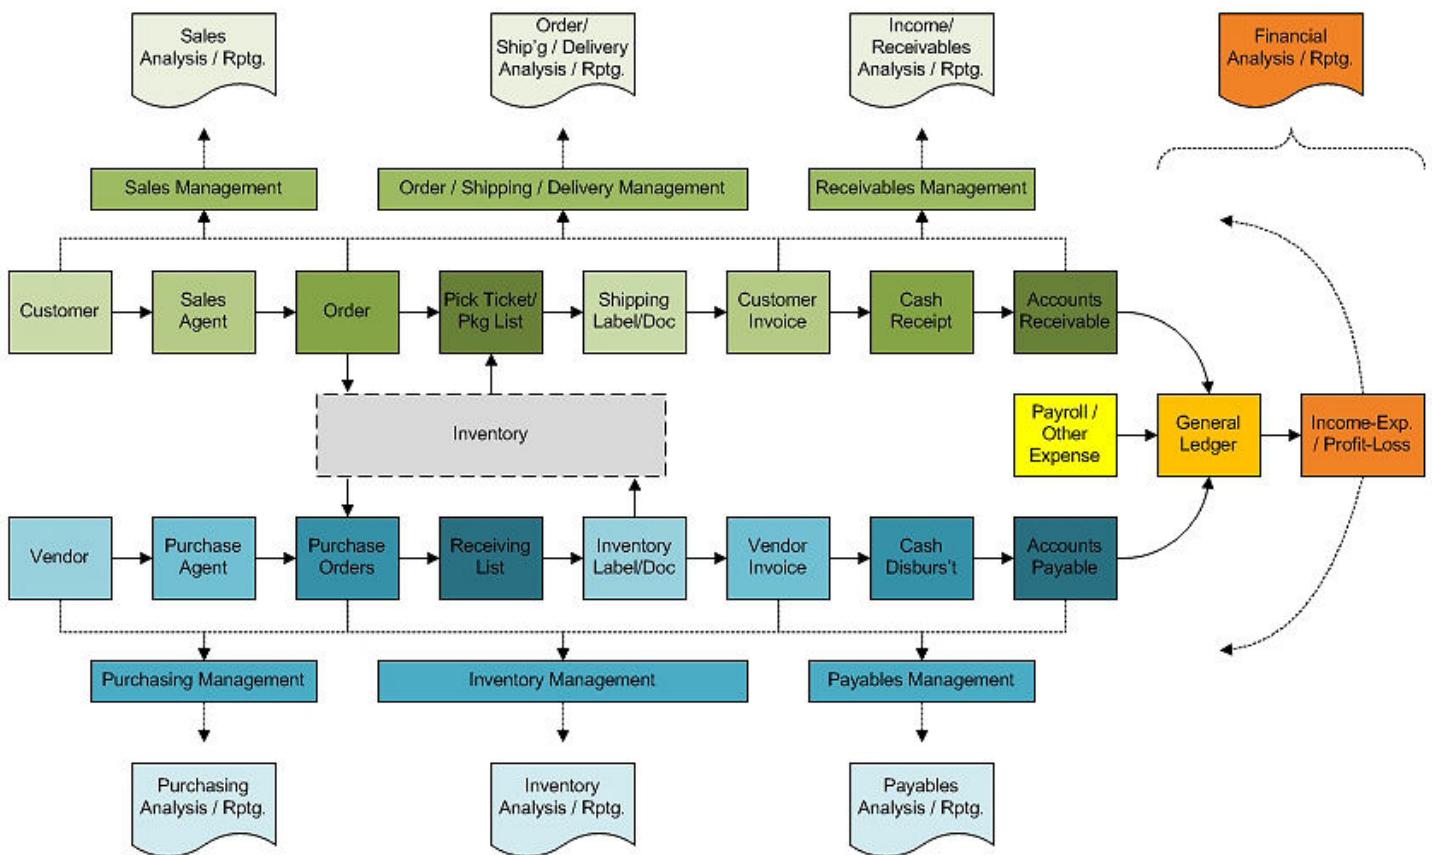 Sales
Analysis / Rptg.
Order/
Ship'g / Delivery
Analysis / Rptg.
Income/
Receivables
Analysis / Rptg.
Financial
Analysis / Rptg.
Sales Management
Order / Shipping / Delivery Management
Receivables Management
Customer
Sales
Agent
Order
Pick Ticket/
Pkg List
Shipping
Label/Doc
Customer
Invoice
Cash
Receipt
Accounts
Receivable
Inventory
Payroll /
Other
Expense
General
Ledger
Income-Exp.
/ Profit-Loss
Vendor
Purchase
Agent
Purchase
Orders
Receiving
List
Inventory
Label/Doc
Vendor
Invoice
Cash
Disburs't
Accounts
Payable
Purchasing Management
Inventory Management
Payables Management
Purchasing
Analysis / Rptg.
Inventory
Analysis / Rptg.
Payables
Analysis / Rptg.